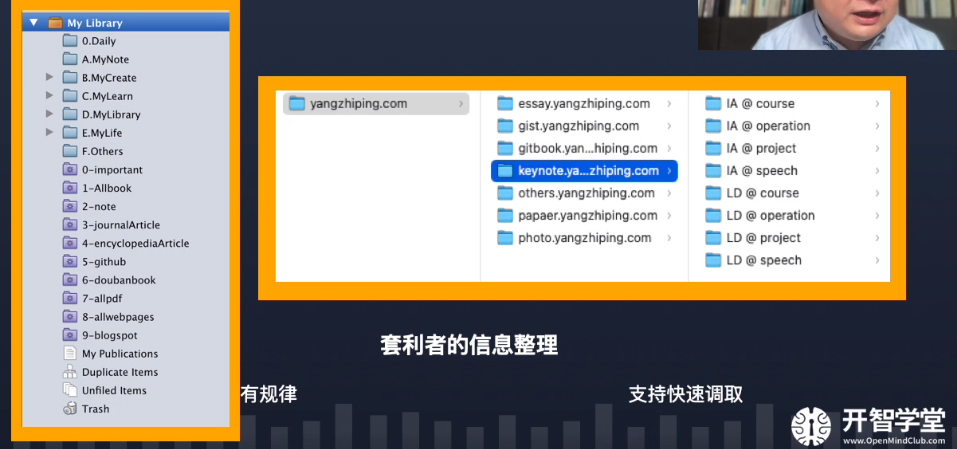 My Library
0.Daily
A.MyNote
B.MyCreate
C.MyLearn
D.MyLibrary
E.MyLife
F.Others
0-important
1-Allbook
2-note
3-journalArticle
4-encyclopediaArticle
5-github
6-doubanbook
7-allpdf
8-allwebpages
9-blogspot
My Publications
Duplicate Items
Unfiled Items
Trash
yangzhiping.com
essay.yangzhiping.com
gist.yangzhiping.com
gitbook.yan...hiping.com
keynote.ya...zhiping.com
others.yangzhiping.com
papaer.yangzhiping.com
photo.yangzhiping.com
IA @ course
IA @ operation
IA @ project
IA @ speech
LD @ course
LD @ operation
LD @ project
LD @ speech
套利者的信息整理
有规律
支持快速调取
开智学堂
www.OpenMindClub.com